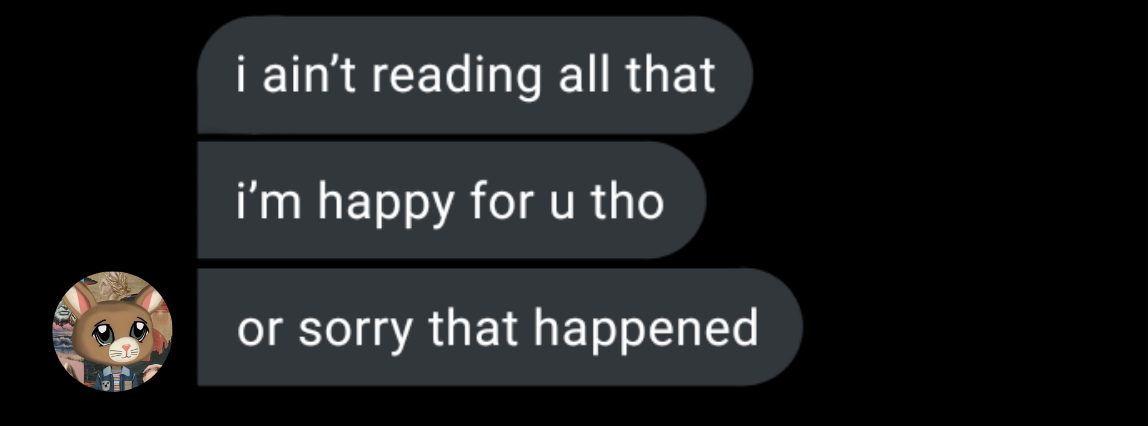 i ain’t reading all that
i’m happy for u tho
or sorry that happened